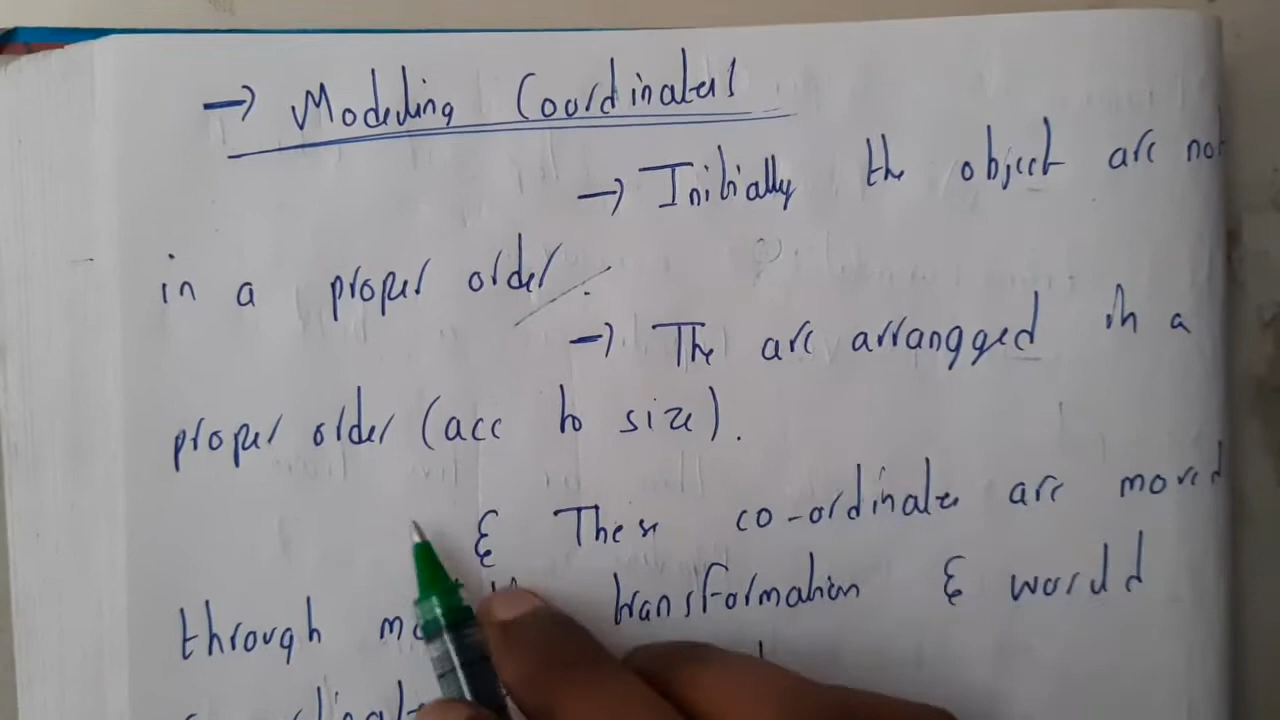 → Modeling Coordinates
→ Initially the object are not
in a proper order.
→ The are arrangged in a
proper order (acc to size).
& These co-ordinate are moved
through transformation & world